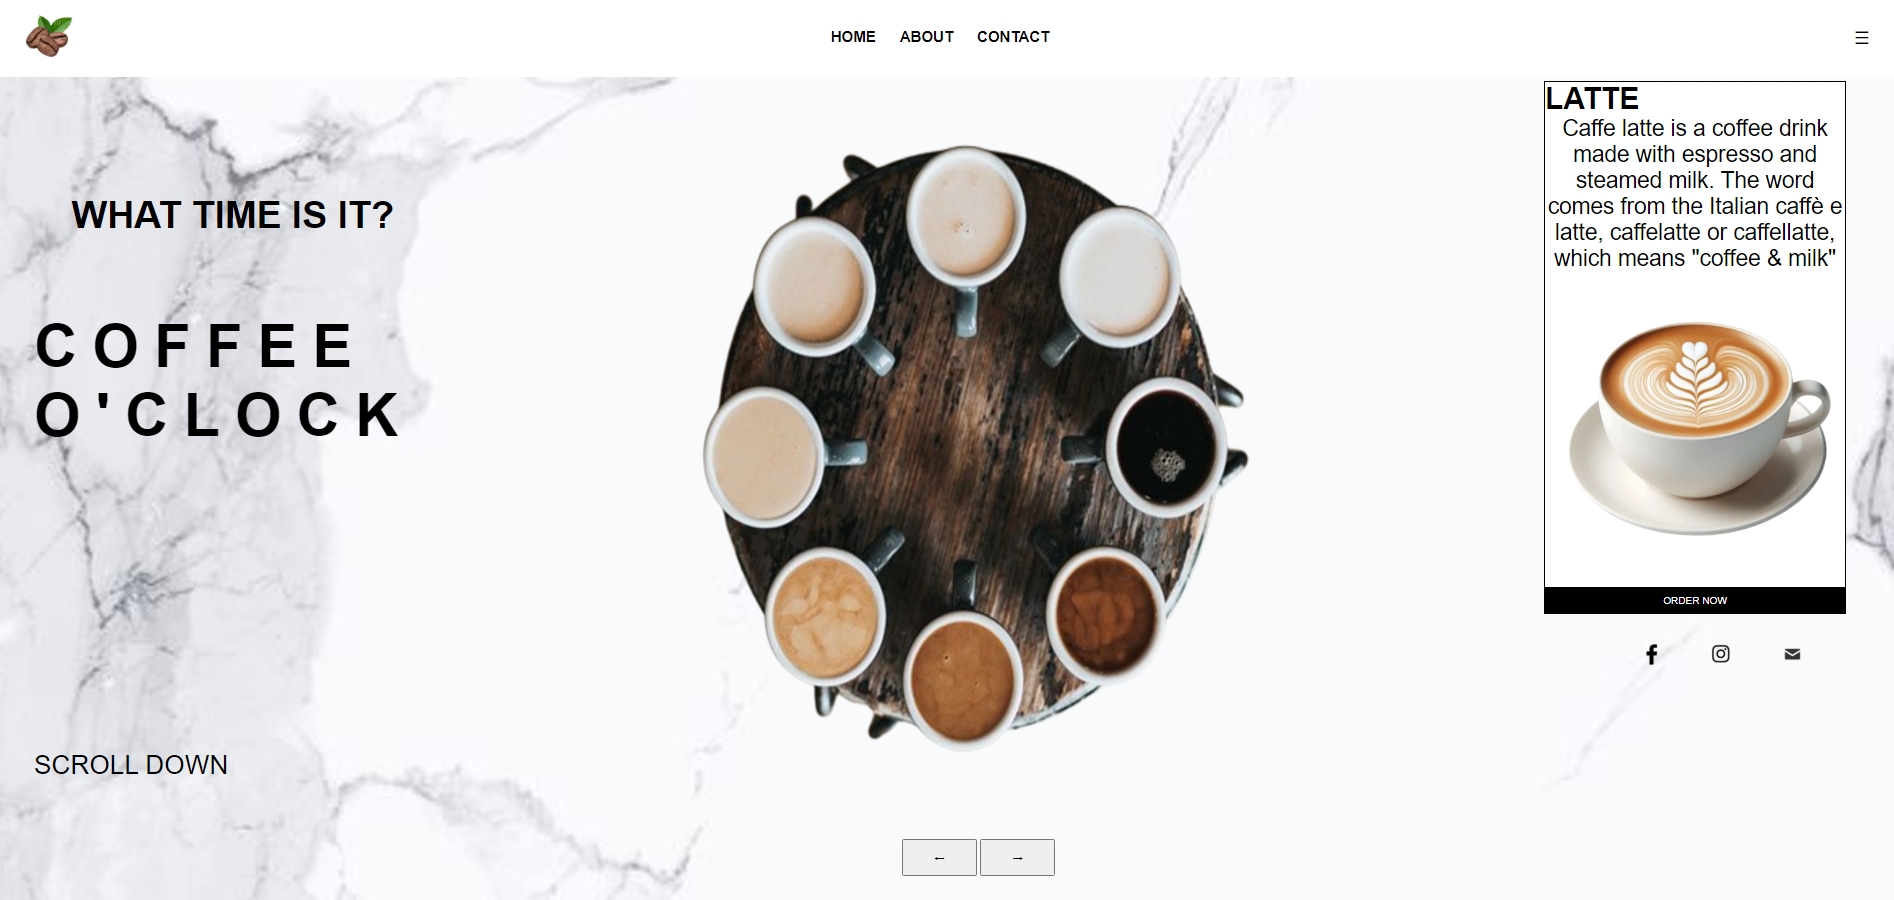 HOME ABOUT CONTACT
☰
WHAT TIME IS IT?
COFFEE
O'CLOCK
SCROLL DOWN
← →
LATTE
Caffe latte is a coffee drink
made with espresso and
steamed milk. The word
comes from the Italian caffè e
latte, caffelatte or caffellatte,
which means "coffee & milk"
ORDER NOW